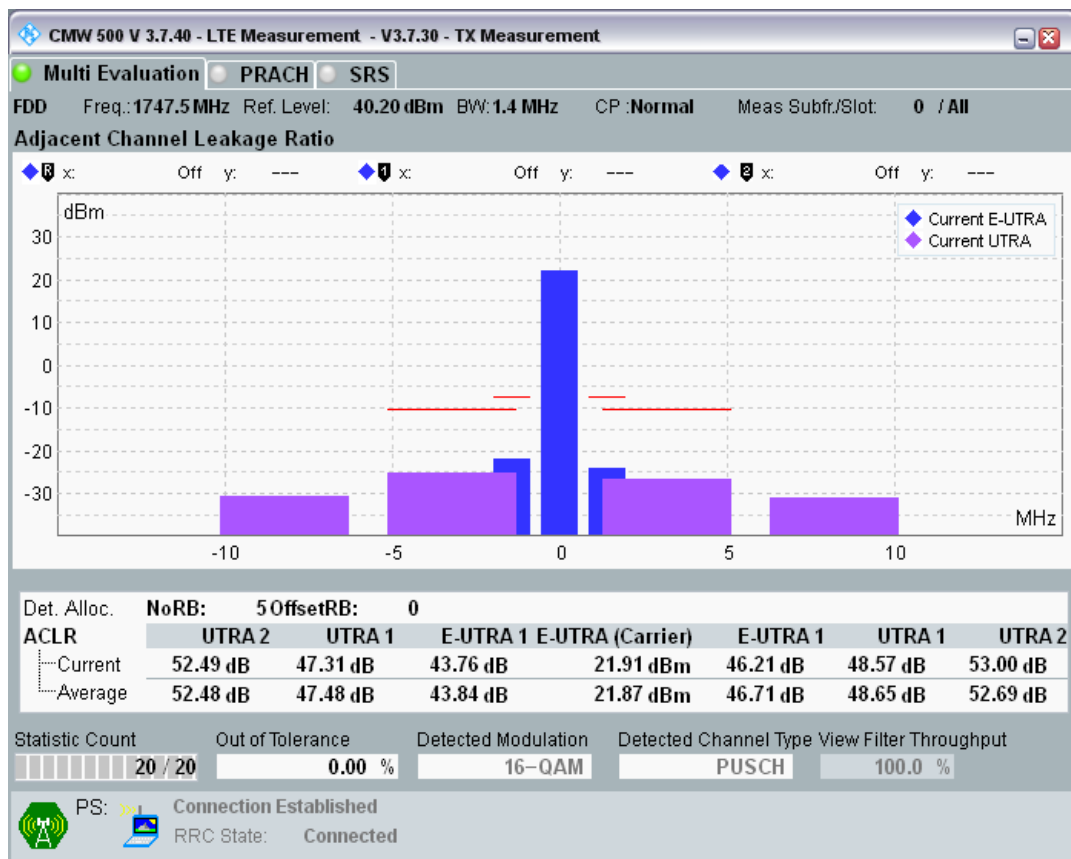 CMW 500 V 3.7.40 - LTE Measurement - V3.7.30 - TX Measurement
Multi Evaluation PRACH SRS
FDD Freq.: 1747.5 MHz Ref. Level: 40.20 dBm BW: 1.4 MHz CP : Normal Meas Subfr./Slot: 0 / All
Adjacent Channel Leakage Ratio
R x: Off y: --- 1 x: Off y: --- 2 x: Off y: ---
dBm
Current E-UTRA
Current UTRA
30
20
10
0
-10
-20
-30
MHz
-10 -5 0 5 10
Det. Alloc. NoRB: 5 OffsetRB: 0
ACLR UTRA 2 UTRA 1 E-UTRA 1 E-UTRA (Carrier) E-UTRA 1 UTRA 1 UTRA 2
Current 52.49 dB 47.31 dB 43.76 dB 21.91 dBm 46.21 dB 48.57 dB 53.00 dB
Average 52.48 dB 47.48 dB 43.84 dB 21.87 dBm 46.71 dB 48.65 dB 52.69 dB
Statistic Count Out of Tolerance Detected Modulation Detected Channel Type View Filter Throughput
20 / 20 0.00 % 16-QAM PUSCH 100.0 %
PS: Connection Established
RRC State: Connected